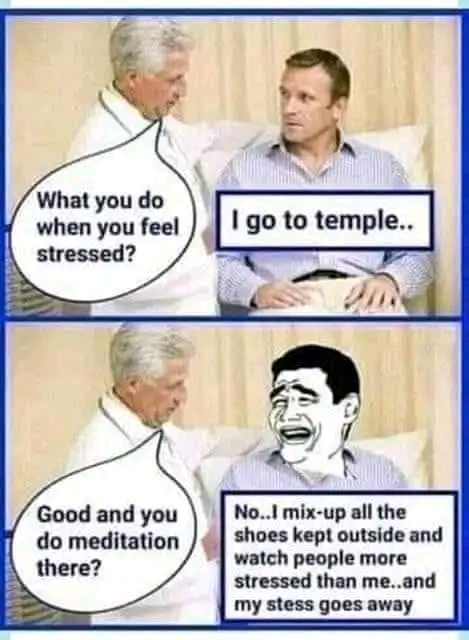 What you do
when you feel
stressed?
I go to temple..
Good and you
do meditation
there?
No..I mix-up all the
shoes kept outside and
watch people more
stressed than me..and
my stess goes away